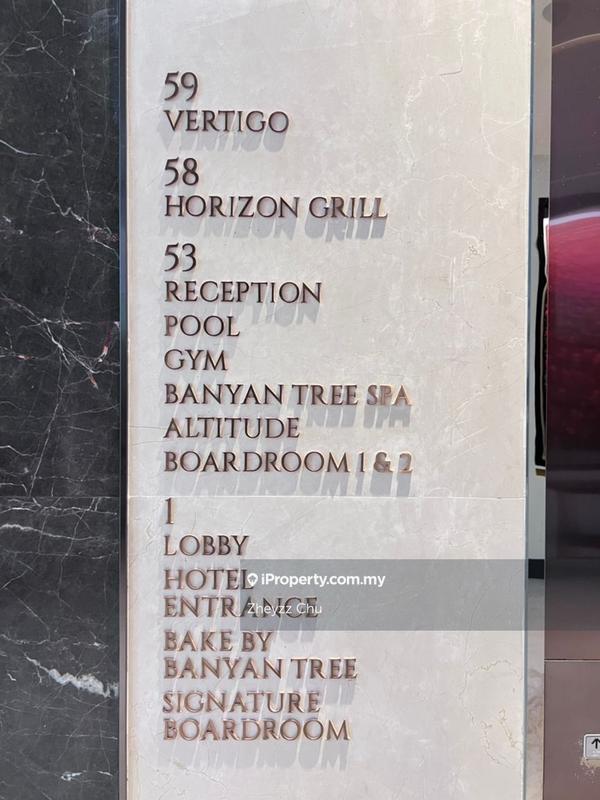 59
VERTIGO
58
HORIZON GRILL
53
RECEPTION
POOL
GYM
BANYAN TREE SPA
ALTITUDE
BOARDROOM 1 & 2
1
LOBBY
HOTEL
iProperty.com.my
ENTRANCE
Zheyzz Chu
BAKE BY
BANYAN TREE
SIGNATURE
BOARDROOM